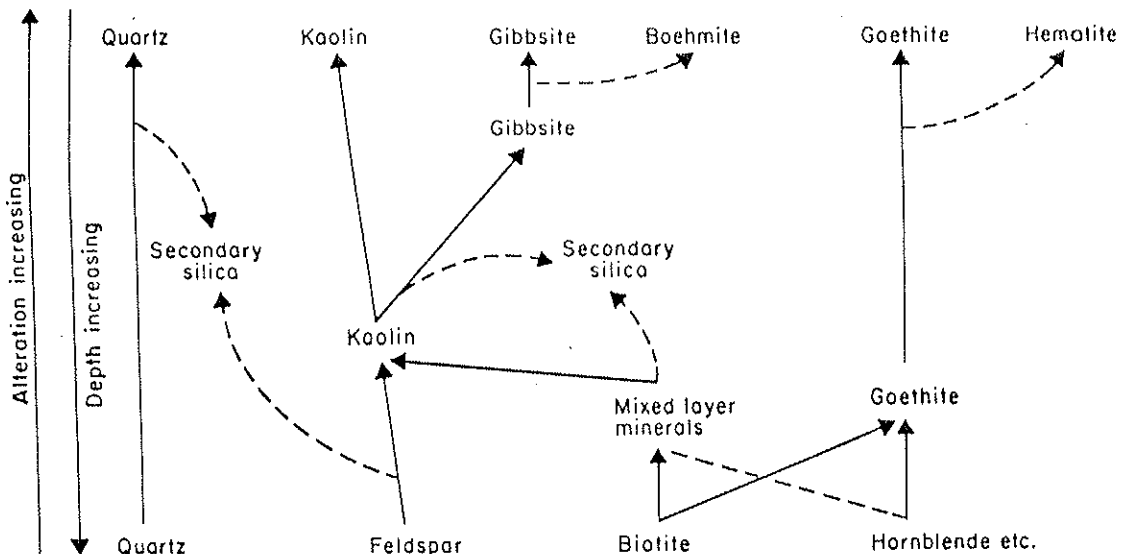 Quartz Kaolin Gibbsite Boehmite Goethite Hematite
Gibbsite
Alteration increasing
Depth increasing
Secondary
silica
Secondary
silica
Kaolin
Mixed layer
minerals
Goethite
Quartz Feldspar Biotite Hornblende etc.